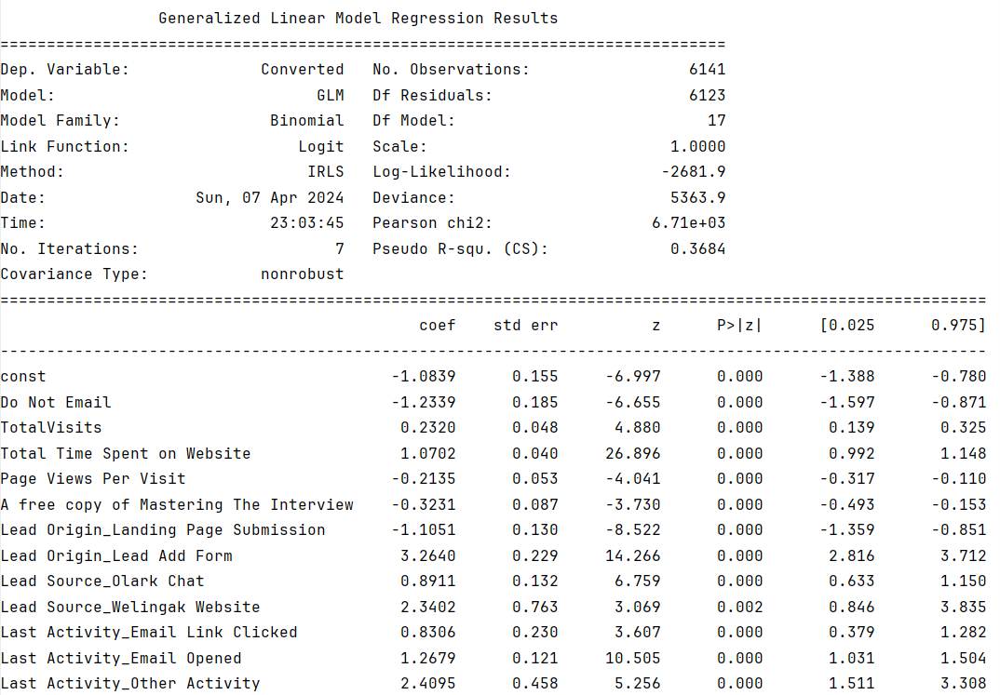 Generalized Linear Model Regression Results
==============================================================================
Dep. Variable:              Converted   No. Observations:                 6141
Model:                            GLM   Df Residuals:                     6123
Model Family:                Binomial   Df Model:                           17
Link Function:                  Logit   Scale:                          1.0000
Method:                          IRLS   Log-Likelihood:                -2681.9
Date:                Sun, 07 Apr 2024   Deviance:                       5363.9
Time:                        23:03:45   Pearson chi2:                 6.71e+03
No. Iterations:                     7   Pseudo R-squ. (CS):             0.3684
Covariance Type:            nonrobust
==========================================================================================================
                                             coef    std err          z      P>|z|      [0.025      0.975]
----------------------------------------------------------------------------------------------------------
const                                     -1.0839      0.155     -6.997      0.000      -1.388      -0.780
Do Not Email                              -1.2339      0.185     -6.655      0.000      -1.597      -0.871
TotalVisits                                0.2320      0.048      4.880      0.000       0.139       0.325
Total Time Spent on Website                1.0702      0.040     26.896      0.000       0.992       1.148
Page Views Per Visit                      -0.2135      0.053     -4.041      0.000      -0.317      -0.110
A free copy of Mastering The Interview    -0.3231      0.087     -3.730      0.000      -0.493      -0.153
Lead Origin_Landing Page Submission       -1.1051      0.130     -8.522      0.000      -1.359      -0.851
Lead Origin_Lead Add Form                  3.2640      0.229     14.266      0.000       2.816       3.712
Lead Source_Olark Chat                     0.8911      0.132      6.759      0.000       0.633       1.150
Lead Source_Welingak Website               2.3402      0.763      3.069      0.002       0.846       3.835
Last Activity_Email Link Clicked           0.8306      0.230      3.607      0.000       0.379       1.282
Last Activity_Email Opened                 1.2679      0.121     10.505      0.000       1.031       1.504
Last Activity_Other Activity               2.4095      0.458      5.256      0.000       1.511       3.308